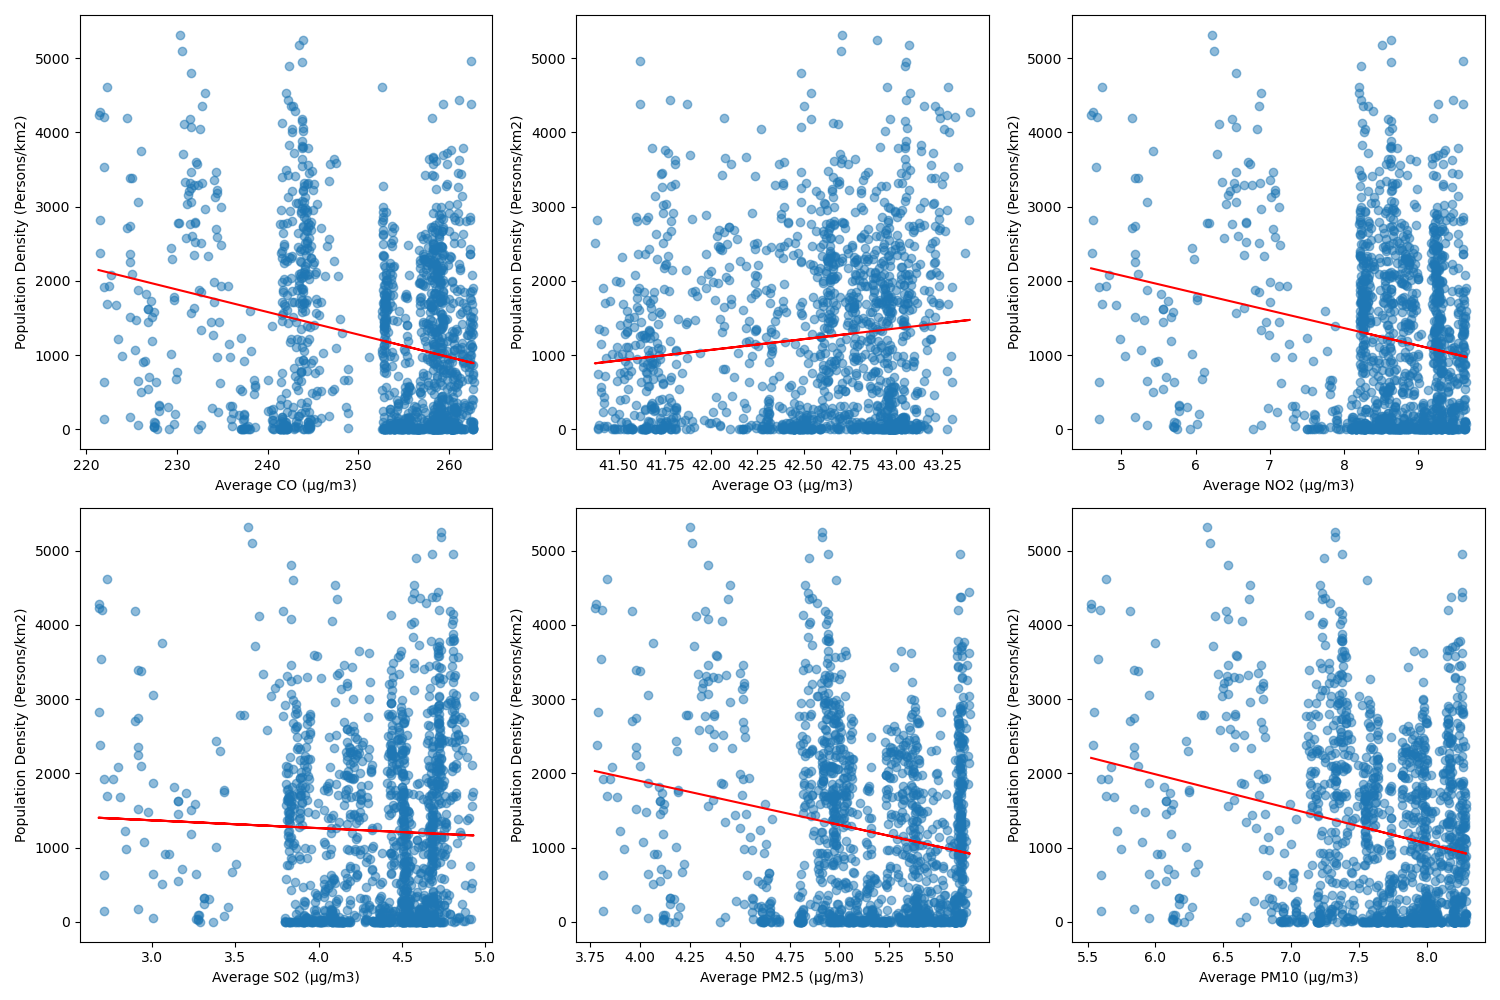 5000
4000
3000
2000
1000
0
Population Density (Persons/km2)
220 230 240 250 260
Average CO (µg/m3)
5000
4000
3000
2000
1000
0
Population Density (Persons/km2)
41.50 41.75 42.00 42.25 42.50 42.75 43.00 43.25
Average O3 (µg/m3)
5000
4000
3000
2000
1000
0
Population Density (Persons/km2)
5 6 7 8 9
Average NO2 (µg/m3)
5000
4000
3000
2000
1000
0
Population Density (Persons/km2)
3.0 3.5 4.0 4.5 5.0
Average S02 (µg/m3)
5000
4000
3000
2000
1000
0
Population Density (Persons/km2)
3.75 4.00 4.25 4.50 4.75 5.00 5.25 5.50
Average PM2.5 (µg/m3)
5000
4000
3000
2000
1000
0
Population Density (Persons/km2)
5.5 6.0 6.5 7.0 7.5 8.0
Average PM10 (µg/m3)